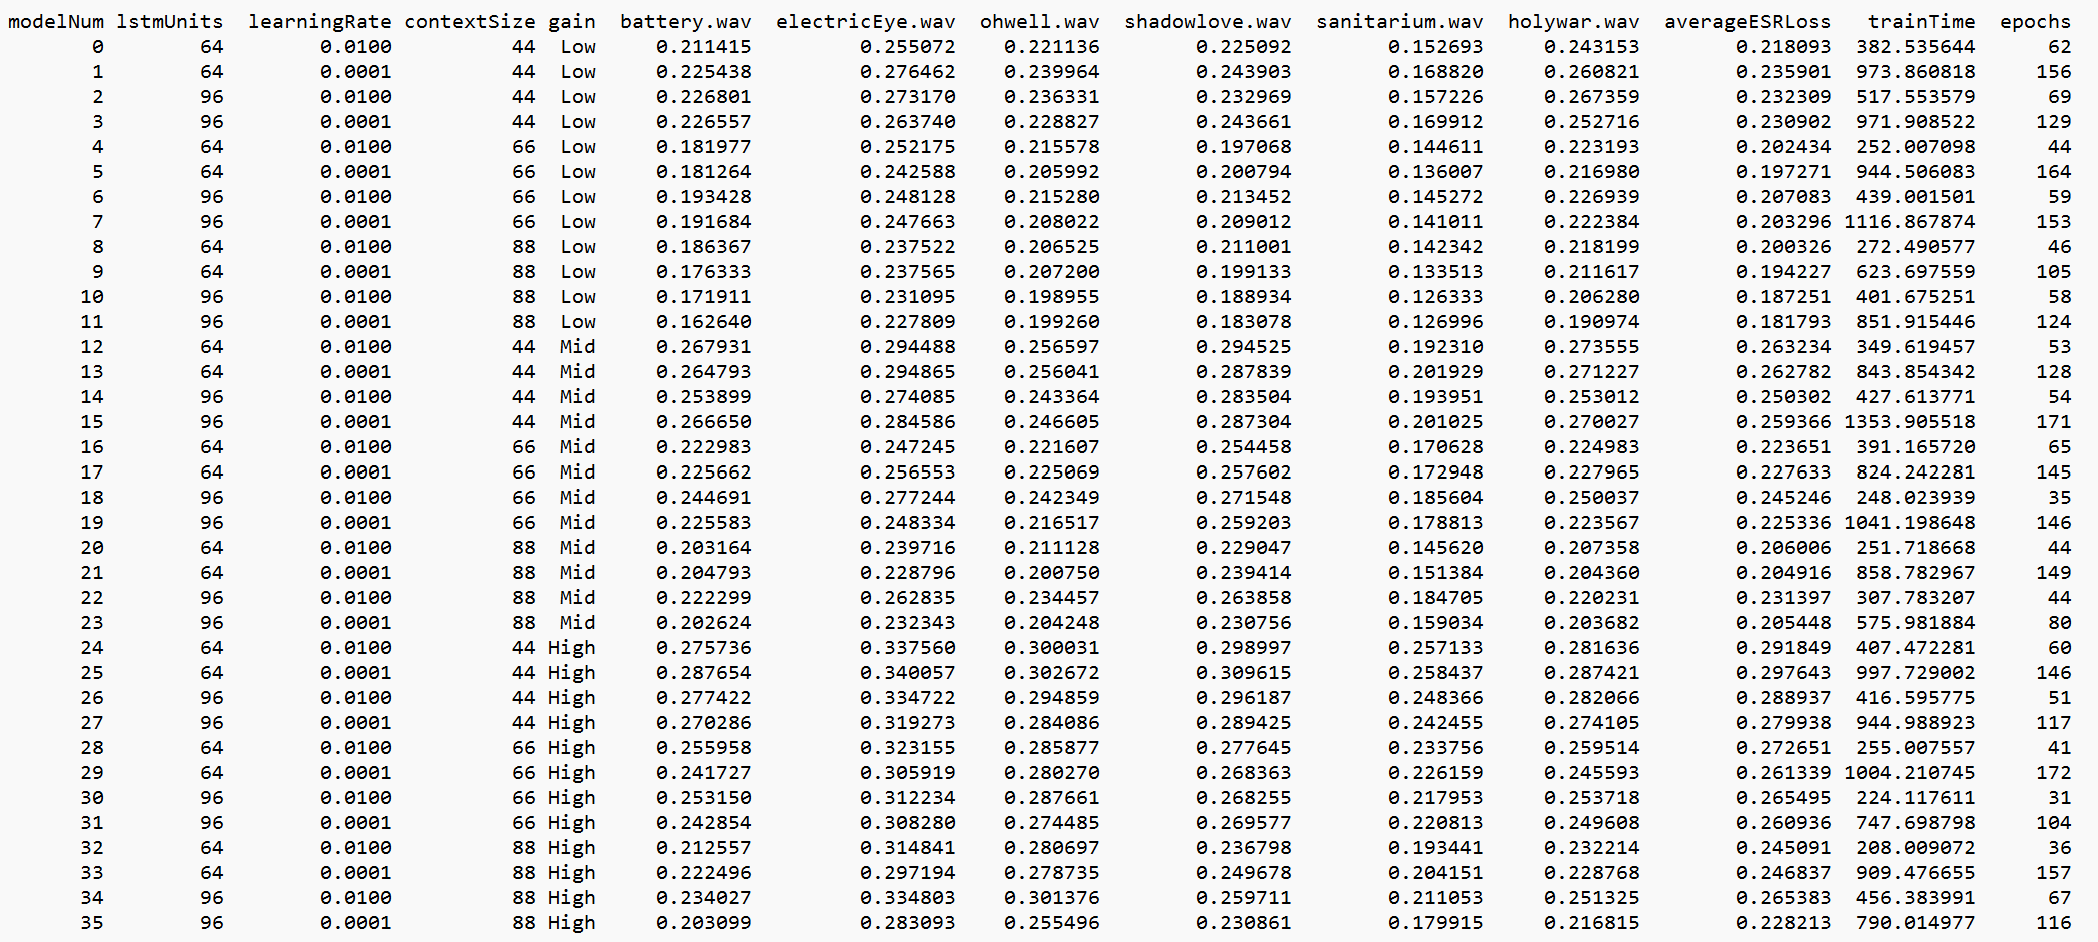 modelNum lstmUnits learningRate contextSize gain battery.wav electricEye.wav ohwell.wav shadowlove.wav sanitarium.wav holywar.wav averageESRLoss trainTime epochs
0 64 0.0100 44 Low 0.211415 0.255072 0.221136 0.225092 0.152693 0.243153 0.218093 382.535644 62
1 64 0.0001 44 Low 0.225438 0.276462 0.239964 0.243903 0.168820 0.260821 0.235901 973.860818 156
2 96 0.0100 44 Low 0.226801 0.273170 0.236331 0.232969 0.157226 0.267359 0.232309 517.553579 69
3 96 0.0001 44 Low 0.226557 0.263740 0.228827 0.243661 0.169912 0.252716 0.230902 971.908522 129
4 64 0.0100 66 Low 0.181977 0.252175 0.215578 0.197068 0.144611 0.223193 0.202434 252.007098 44
5 64 0.0001 66 Low 0.181264 0.242588 0.205992 0.200794 0.136007 0.216980 0.197271 944.506083 164
6 96 0.0100 66 Low 0.193428 0.248128 0.215280 0.213452 0.145272 0.226939 0.207083 439.001501 59
7 96 0.0001 66 Low 0.191684 0.247663 0.208022 0.209012 0.141011 0.222384 0.203296 1116.867874 153
8 64 0.0100 88 Low 0.186367 0.237522 0.206525 0.211001 0.142342 0.218199 0.200326 272.490577 46
9 64 0.0001 88 Low 0.176333 0.237565 0.207200 0.199133 0.133513 0.211617 0.194227 623.697559 105
10 96 0.0100 88 Low 0.171911 0.231095 0.198955 0.188934 0.126333 0.206280 0.187251 401.675251 58
11 96 0.0001 88 Low 0.162640 0.227809 0.199260 0.183078 0.126996 0.190974 0.181793 851.915446 124
12 64 0.0100 44 Mid 0.267931 0.294488 0.256597 0.294525 0.192310 0.273555 0.263234 349.619457 53
13 64 0.0001 44 Mid 0.264793 0.294865 0.256041 0.287839 0.201929 0.271227 0.262782 843.854342 128
14 96 0.0100 44 Mid 0.253899 0.274085 0.243364 0.283504 0.193951 0.253012 0.250302 427.613771 54
15 96 0.0001 44 Mid 0.266650 0.284586 0.246605 0.287304 0.201025 0.270027 0.259366 1353.905518 171
16 64 0.0100 66 Mid 0.222983 0.247245 0.221607 0.254458 0.170628 0.224983 0.223651 391.165720 65
17 64 0.0001 66 Mid 0.225662 0.256553 0.225069 0.257602 0.172948 0.227965 0.227633 824.242281 145
18 96 0.0100 66 Mid 0.244691 0.277244 0.242349 0.271548 0.185604 0.250037 0.245246 248.023939 35
19 96 0.0001 66 Mid 0.225583 0.248334 0.216517 0.259203 0.178813 0.223567 0.225336 1041.198648 146
20 64 0.0100 88 Mid 0.203164 0.239716 0.211128 0.229047 0.145620 0.207358 0.206006 251.718668 44
21 64 0.0001 88 Mid 0.204793 0.228796 0.200750 0.239414 0.151384 0.204360 0.204916 858.782967 149
22 96 0.0100 88 Mid 0.222299 0.262835 0.234457 0.263858 0.184705 0.220231 0.231397 307.783207 44
23 96 0.0001 88 Mid 0.202624 0.232343 0.204248 0.230756 0.159034 0.203682 0.205448 575.981884 80
24 64 0.0100 44 High 0.275736 0.337560 0.300031 0.298997 0.257133 0.281636 0.291849 407.472281 60
25 64 0.0001 44 High 0.287654 0.340057 0.302672 0.309615 0.258437 0.287421 0.297643 997.729002 146
26 96 0.0100 44 High 0.277422 0.334722 0.294859 0.296187 0.248366 0.282066 0.288937 416.595775 51
27 96 0.0001 44 High 0.270286 0.319273 0.284086 0.289425 0.242455 0.274105 0.279938 944.988923 117
28 64 0.0100 66 High 0.255958 0.323155 0.285877 0.277645 0.233756 0.259514 0.272651 255.007557 41
29 64 0.0001 66 High 0.241727 0.305919 0.280270 0.268363 0.226159 0.245593 0.261339 1004.210745 172
30 96 0.0100 66 High 0.253150 0.312234 0.287661 0.268255 0.217953 0.253718 0.265495 224.117611 31
31 96 0.0001 66 High 0.242854 0.308280 0.274485 0.269577 0.220813 0.249608 0.260936 747.698798 104
32 64 0.0100 88 High 0.212557 0.314841 0.280697 0.236798 0.193441 0.232214 0.245091 208.009072 36
33 64 0.0001 88 High 0.222496 0.297194 0.278735 0.249678 0.204151 0.228768 0.246837 909.476655 157
34 96 0.0100 88 High 0.234027 0.334803 0.301376 0.259711 0.211053 0.251325 0.265383 456.383991 67
35 96 0.0001 88 High 0.203099 0.283093 0.255496 0.230861 0.179915 0.216815 0.228213 790.014977 116